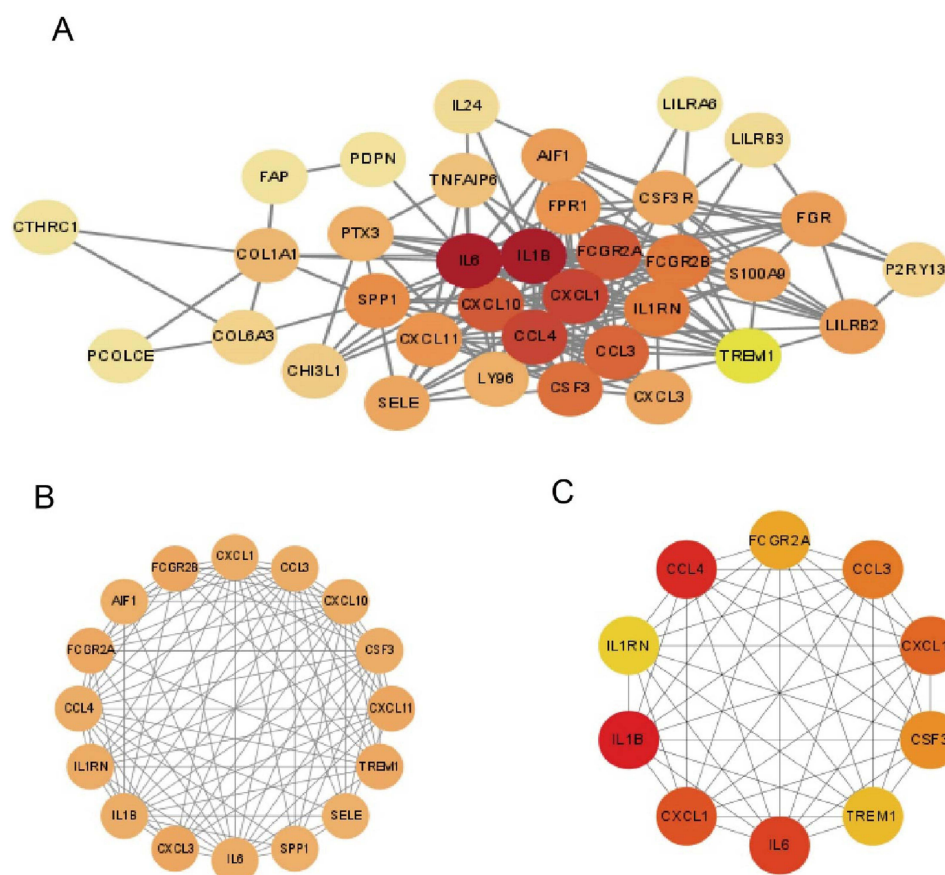 A
IL24
LILRA6
LILRB3
PDPN
AIF1
FAP
TNFAIP6
CSF3R
CTHRC1
PTX3
FPR1
FGR
COL1A1
IL6
IL1B
FCGR2A
FCGR2B
S100A9
P2RY13
SPP1
CXCL10
CXCL1
IL1RN
PCOLCE
COL6A3
CXCL11
CCL4
LILRB2
CHI3L1
LY96
CCL3
TREM1
SELE
CSF3
CXCL3
B
CXCL1
FCGR2B
CCL3
AIF1
CXCL10
FCGR2A
CSF3
CCL4
CXCL11
IL1RN
TREM1
IL1B
SELE
CXCL3
IL6
SPP1
C
FCGR2A
CCL4
CCL3
IL1RN
CXCL1
IL1B
CSF3
CXCL1
TREM1
IL6